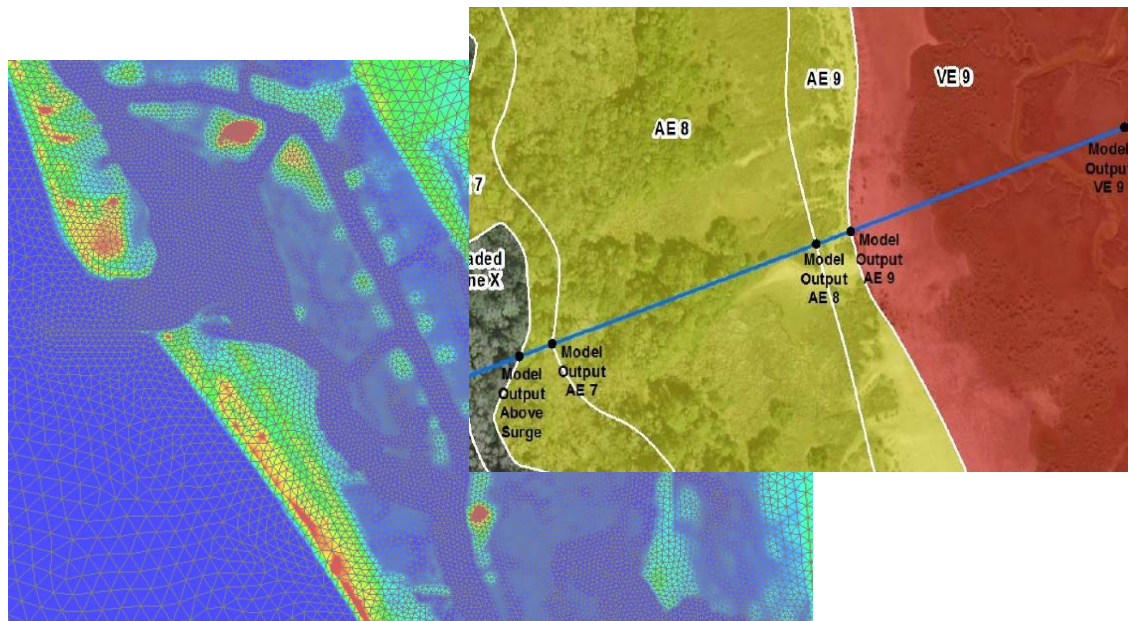 AE 9
VE 9
AE 8
7
aded
ne X
Model
Output
VE 9
Model
Output
AE 9
Model
Output
AE 8
Model
Output
AE 7
Model
Output
Above
Surge